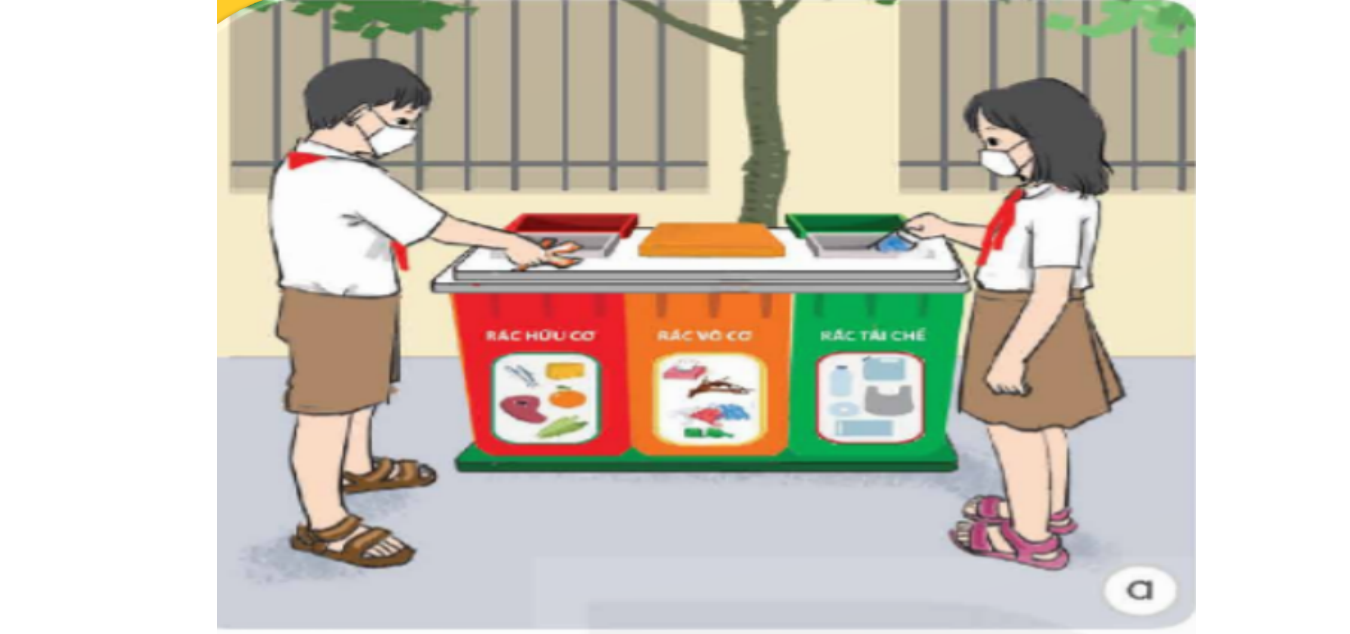 RÁC HỮU CƠ
RÁC VÔ CƠ
RÁC TÁI CHẾ
a